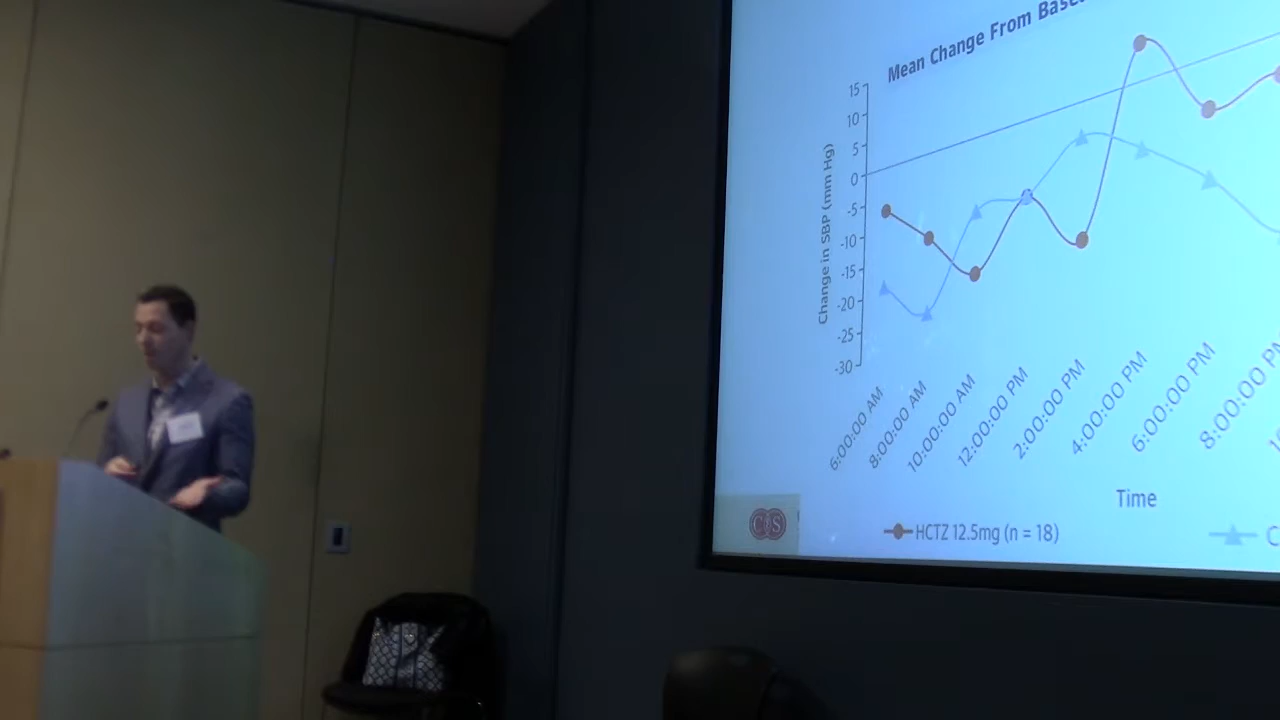 Mean Change From Base
15
10
5
0
-5
-10
-15
-20
-25
-30
Change in SBP (mm Hg)
6:00:00 AM
8:00:00 AM
10:00:00 AM
12:00:00 PM
2:00:00 PM
4:00:00 PM
6:00:00 PM
8:00:00 PM
Time
HCTZ 12.5mg (n = 18)
C